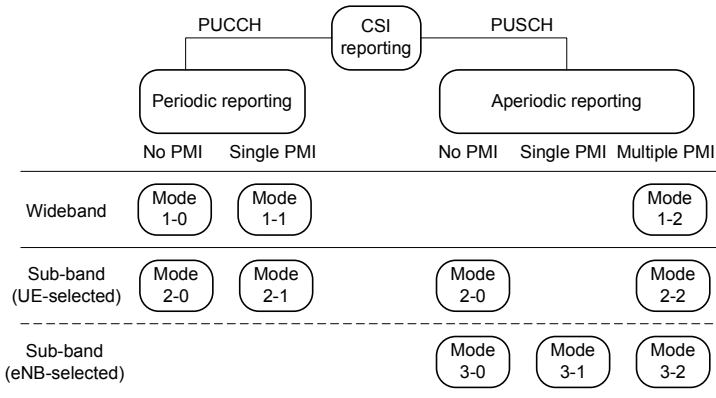 PUCCH
CSI
reporting
PUSCH
Periodic reporting
Aperiodic reporting
No PMI
Single PMI
No PMI
Single PMI
Multiple PMI
Wideband
Mode
1-0
Mode
1-1
Mode
1-2
Sub-band
(UE-selected)
Mode
2-0
Mode
2-1
Mode
2-0
Mode
2-2
Sub-band
(eNB-selected)
Mode
3-0
Mode
3-1
Mode
3-2